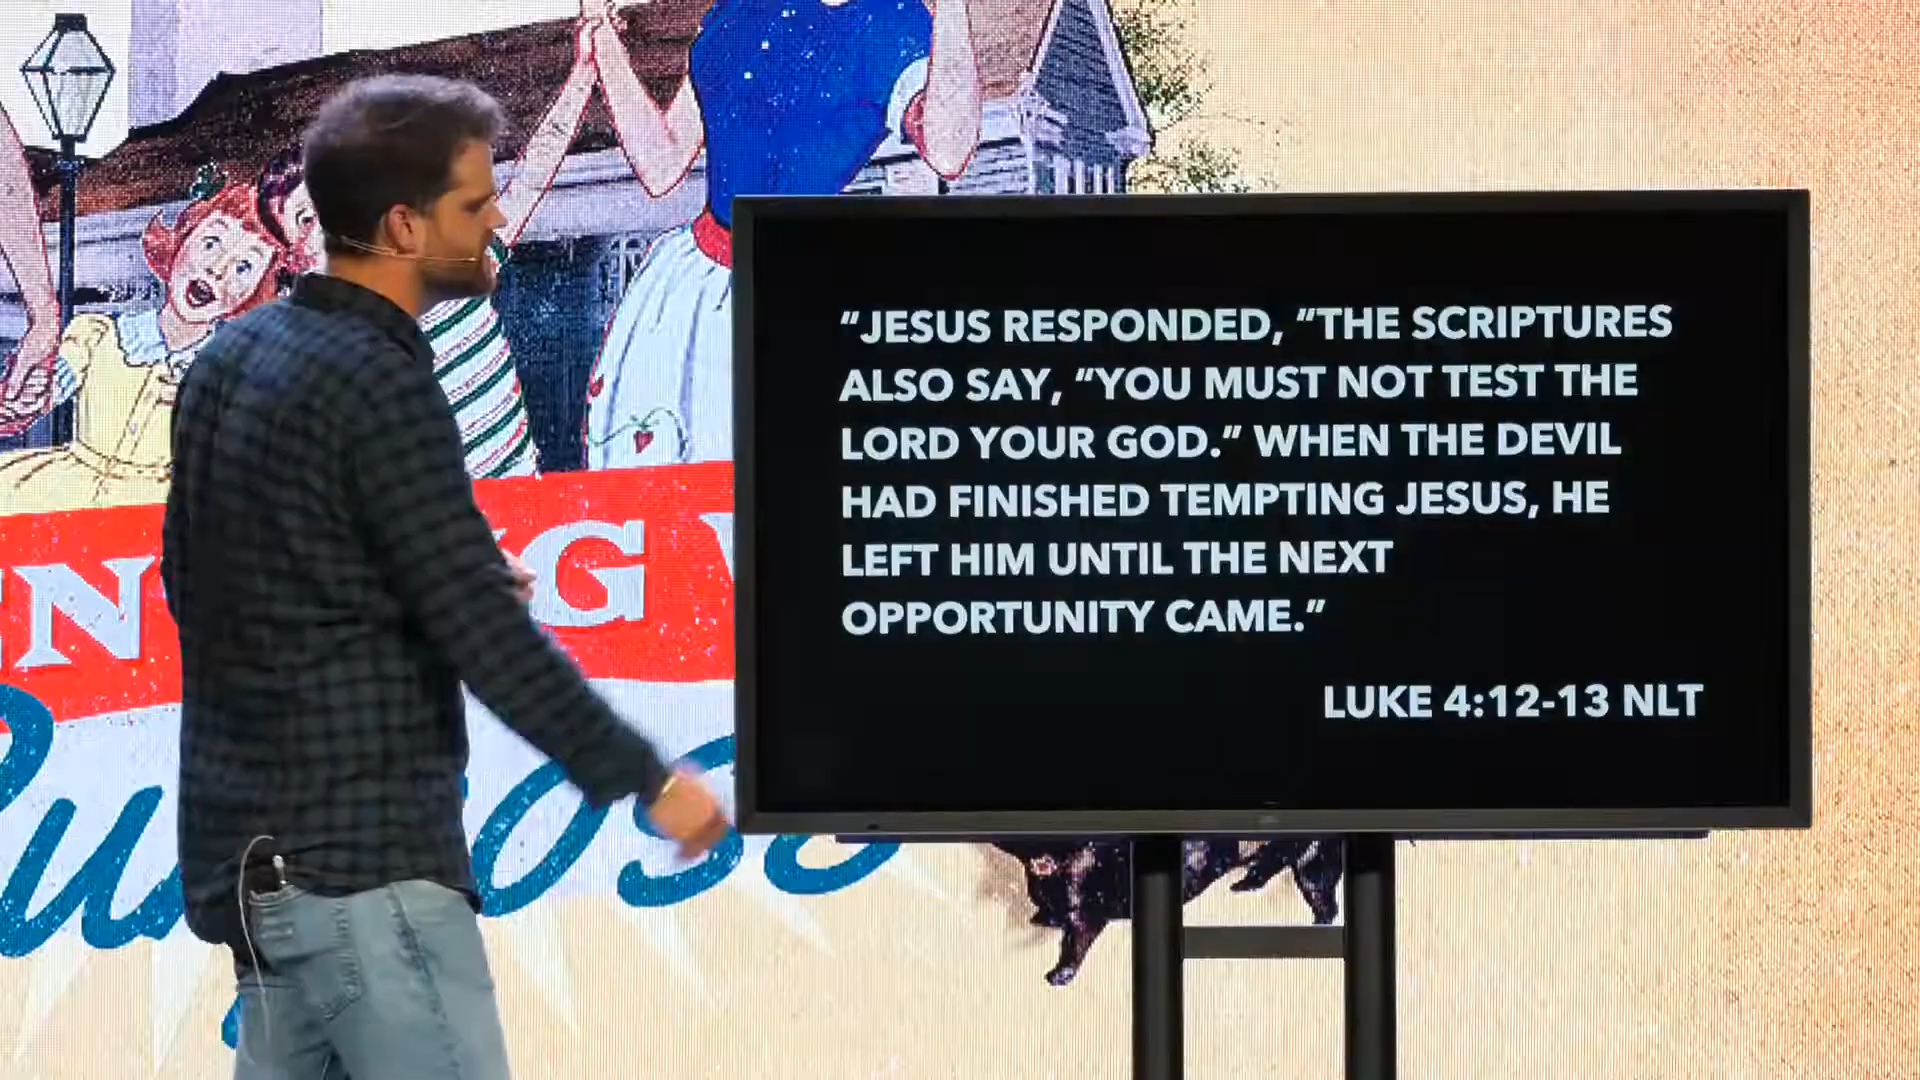 “JESUS RESPONDED, “THE SCRIPTURES
ALSO SAY, “YOU MUST NOT TEST THE
LORD YOUR GOD.” WHEN THE DEVIL
HAD FINISHED TEMPTING JESUS, HE
LEFT HIM UNTIL THE NEXT
OPPORTUNITY CAME.”
LUKE 4:12-13 NLT